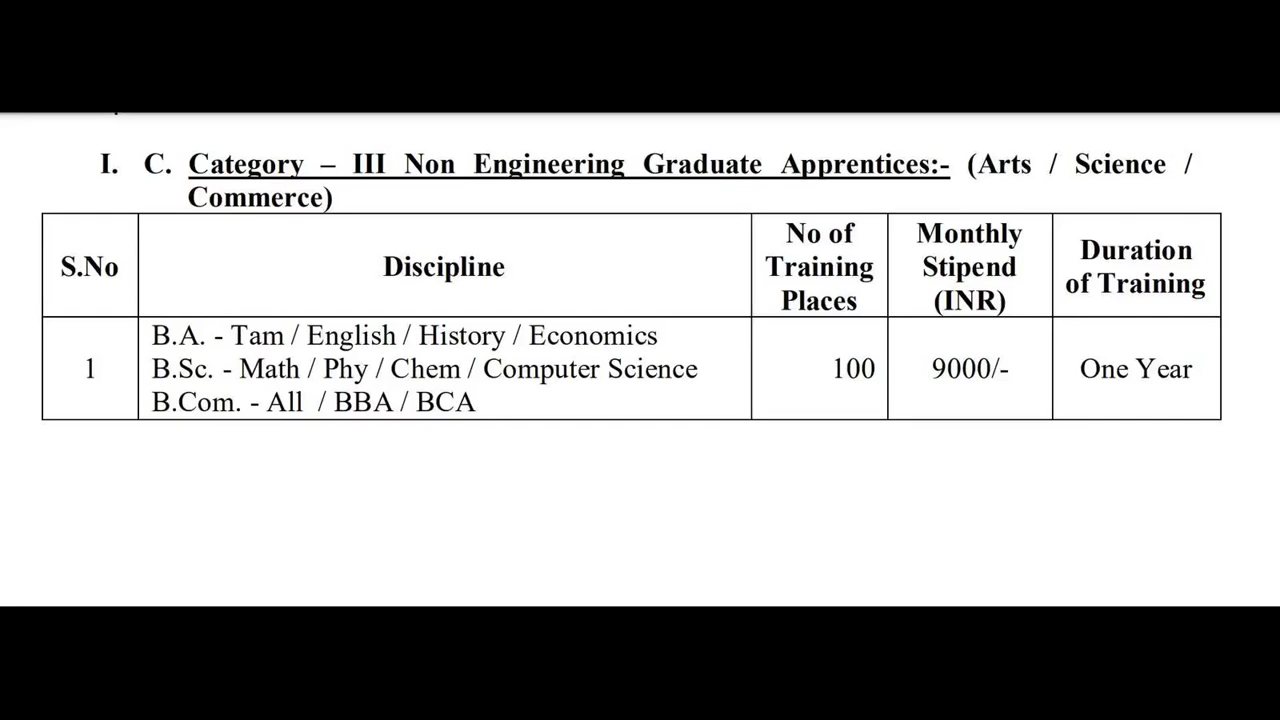 I. C. Category – III Non Engineering Graduate Apprentices:- (Arts / Science /
Commerce)
S.No
Discipline
No of
Training
Places
Monthly
Stipend
(INR)
Duration
of Training
1
B.A. - Tam / English / History / Economics
B.Sc. - Math / Phy / Chem / Computer Science
B.Com. - All / BBA / BCA
100
9000/-
One Year